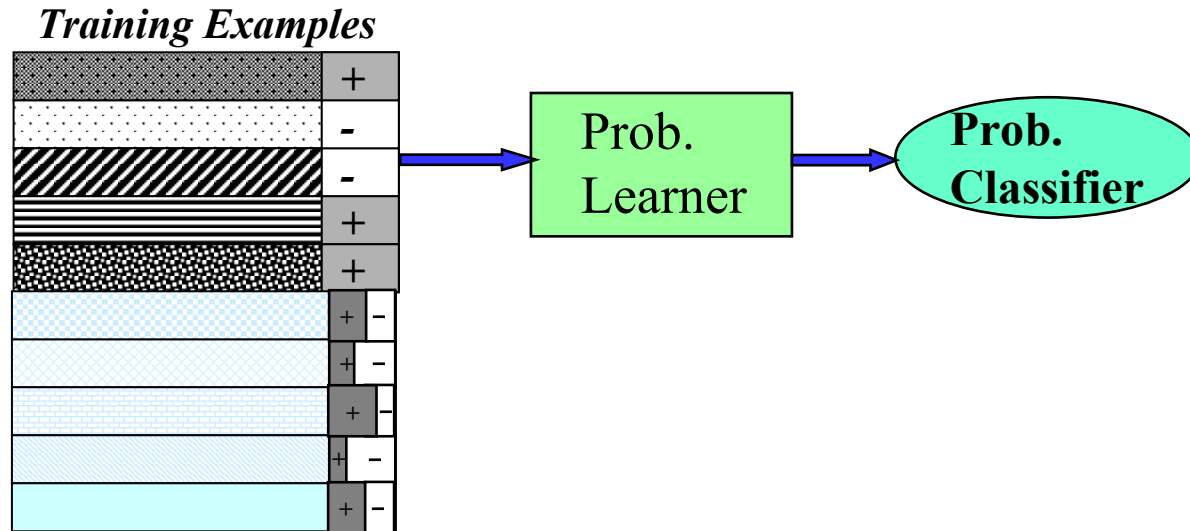 Training Examples
+
-
-
+
+
+ -
+ -
+ -
+ -
+ -
Prob.
Learner
Prob.
Classifier